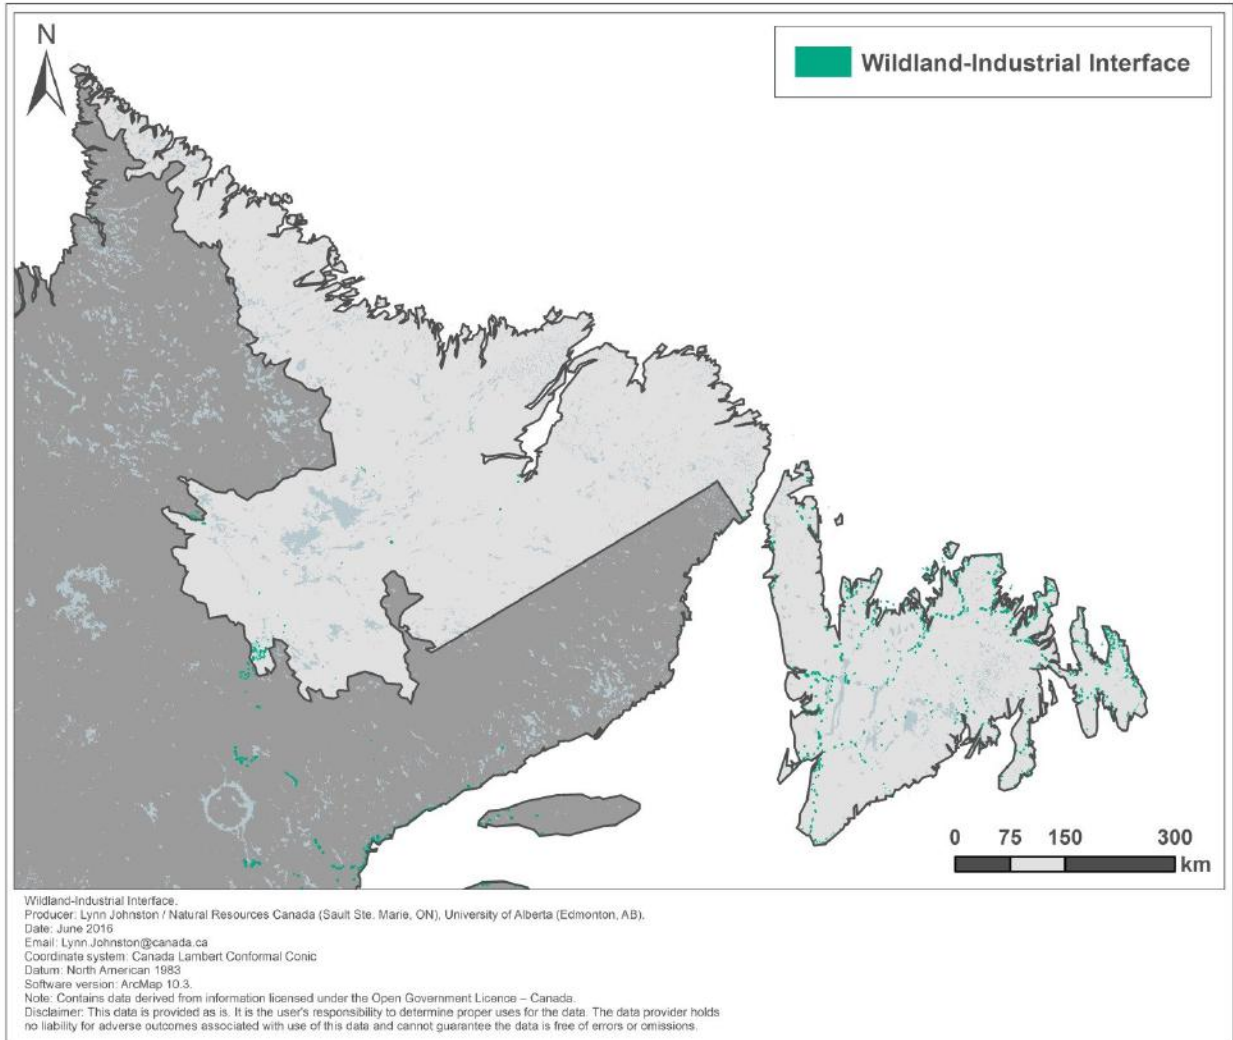 N
Wildland-Industrial Interface
0 75 150 300
km
Wildland-Industrial Interface.
Producer: Lynn Johnston / Natural Resources Canada (Sault Ste. Marie, ON), University of Alberta (Edmonton, AB).
Date: June 2016
Email: Lynn.Johnston@canada.ca
Coordinate system: Canada Lambert Conformal Conic
Datum: North American 1983
Software version: ArcMap 10.3.
Note: Contains data derived from information licensed under the Open Government Licence – Canada.
Disclaimer: This data is provided as is. It is the user's responsibility to determine proper uses for the data. The data provider holds
no liability for adverse outcomes associated with use of this data and cannot guarantee the data is free of errors or omissions.